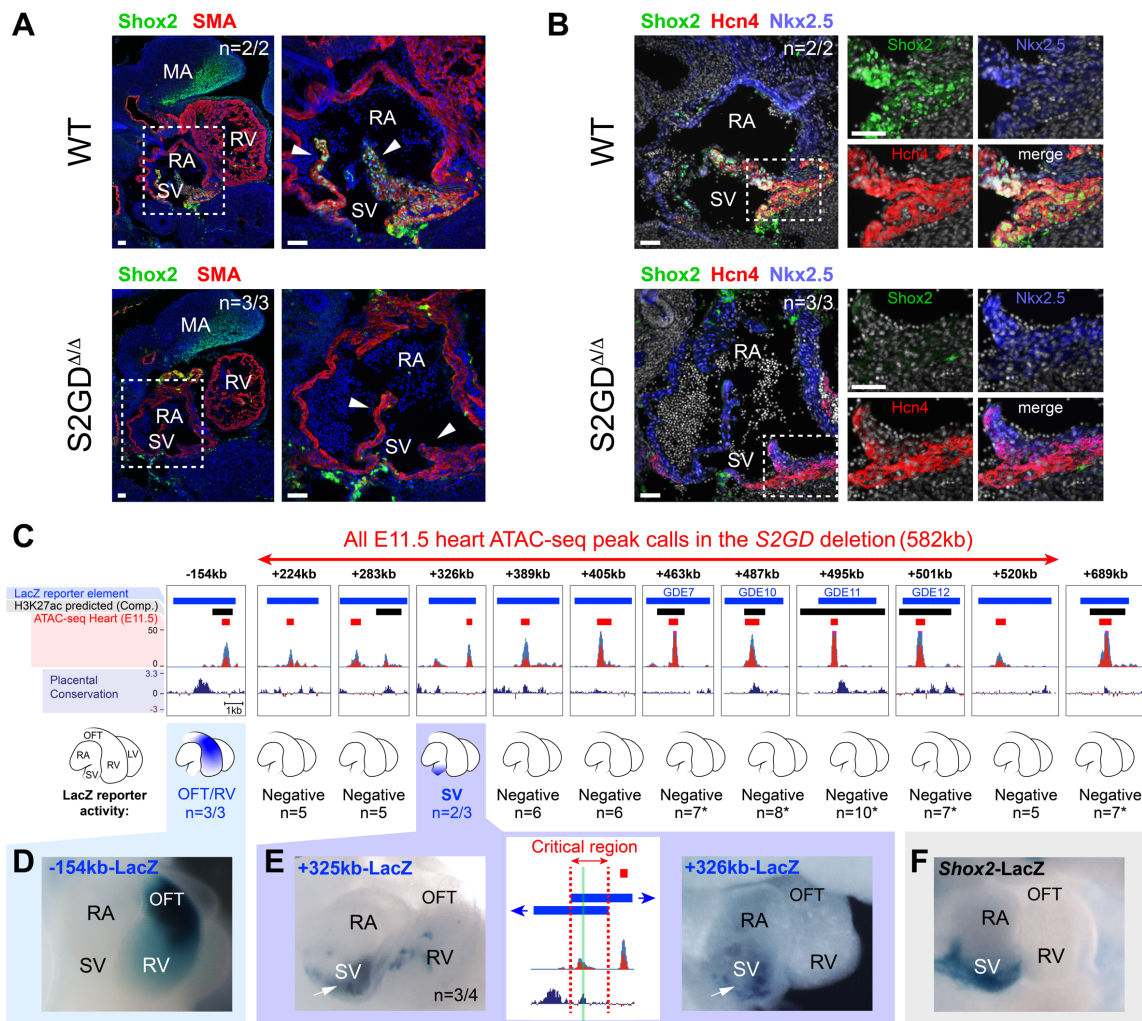 A
Shox2 SMA
WT
n=2/2
MA
RV
RA
SV
RA
SV
Shox2 SMA
S2GDΔ/Δ
n=3/3
MA
RV
RA
SV
RA
SV
B
Shox2 Hcn4 Nkx2.5
WT
n=2/2
RA
SV
Shox2
Nkx2.5
Hcn4
merge
Shox2 Hcn4 Nkx2.5
S2GDΔ/Δ
n=3/3
RA
SV
Shox2
Nkx2.5
Hcn4
merge
C
All E11.5 heart ATAC-seq peak calls in the S2GD deletion (582kb)
-154kb +224kb +283kb +326kb +389kb +405kb +463kb +487kb +495kb +501kb +520kb +689kb
LacZ reporter element
GDE7 GDE10 GDE11 GDE12
H3K27ac predicted (Comp.)
ATAC-seq Heart (E11.5)
50
0
Placental Conservation
3.3
0
-3
1kb
OFT
RA
LV
RV
SV
LacZ reporter activity:
OFT/RV n=3/3
Negative n=5
Negative n=5
SV n=2/3
Negative n=6
Negative n=6
Negative n=7*
Negative n=8*
Negative n=10*
Negative n=7*
Negative n=5
Negative n=7*
D
-154kb-LacZ
OFT
RA
SV
RV
E
+325kb-LacZ
OFT
RA
RV
SV
n=3/4
Critical region
+326kb-LacZ
OFT
RA
SV
RV
F
Shox2-LacZ
OFT
RA
RV
SV